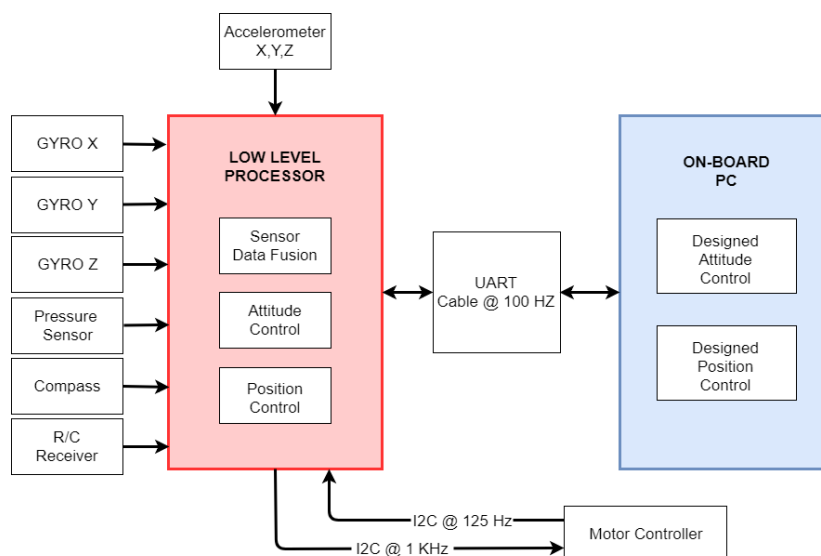 Accelerometer
X,Y,Z
GYRO X
GYRO Y
GYRO Z
Pressure
Sensor
Compass
R/C
Receiver
LOW LEVEL
PROCESSOR
Sensor
Data Fusion
Attitude
Control
Position
Control
UART
Cable @ 100 HZ
ON-BOARD
PC
Designed
Attitude
Control
Designed
Position
Control
I2C @ 125 Hz
I2C @ 1 KHz
Motor Controller